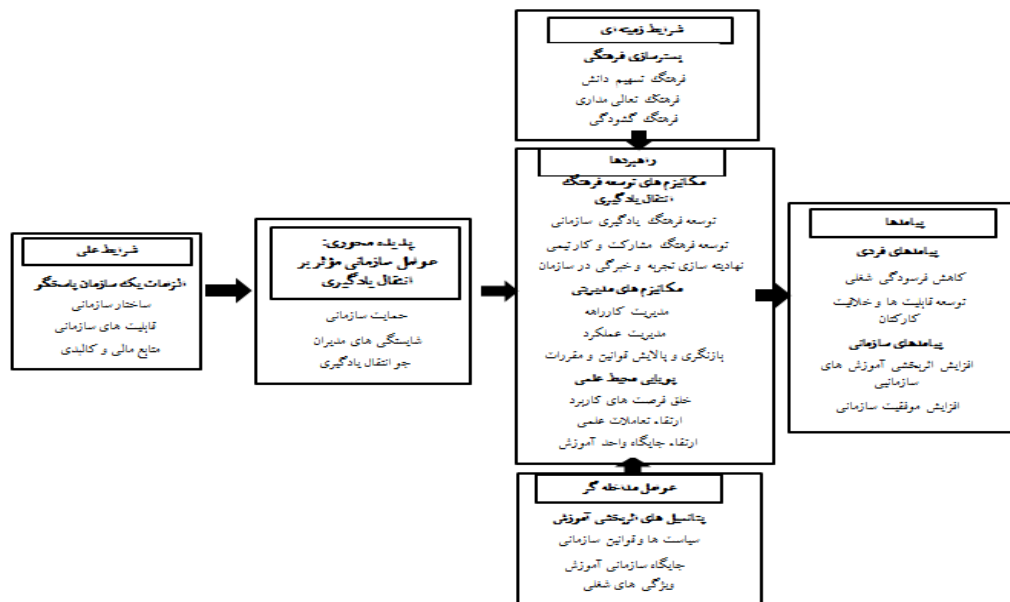 شرایط زمینه ای
بسترسازی فرهنگی
فرهنگ تسهیم دانش
فرهنگ تعالی مداری
فرهنگ گشودگی
شرایط علی
الزمات یک سازمان پاسخگو
ساختار سازمانی
قابلیت های سازمانی
منابع مالی و کالبدی
پدیده محوری:
عوامل سازمانی مؤثر بر
انتقال یادگیری
حمایت سازمانی
شایستگی های مدیران
جو انتقال یادگیری
راهبردها
مکانیزم های توسعه فرهنگ
انتقال یادگیری
توسعه فرهنگ یادگیری سازمانی
توسعه فرهنگ مشارکت و کار تیمی
نهادینه سازی تجربه و خبرگی در سازمان
مکانیزم های مدیریتی
مدیریت کارراهه
مدیریت عملکرد
بازنگری و پالایش قوانین و مقررات
پویایی محیط علمی
خلق فرصت های کاربرد
ارتقاء تعاملات علمی
ارتقاء جایگاه واحد آموزش
پیامدها
پیامدهای فردی
کاهش فرسودگی شغلی
توسعه قابلیت ها و خلاقیت
کارکنان
پیامدهای سازمانی
افزایش اثربخشی آموزش های
سازمانیی
افزایش موفقیت سازمانی
عوامل مداخله گر
پتانسیل های اثربخشی آموزش
سیاست ها و قوانین سازمانی
جایگاه سازمانی آموزش
ویژگی های شغلی